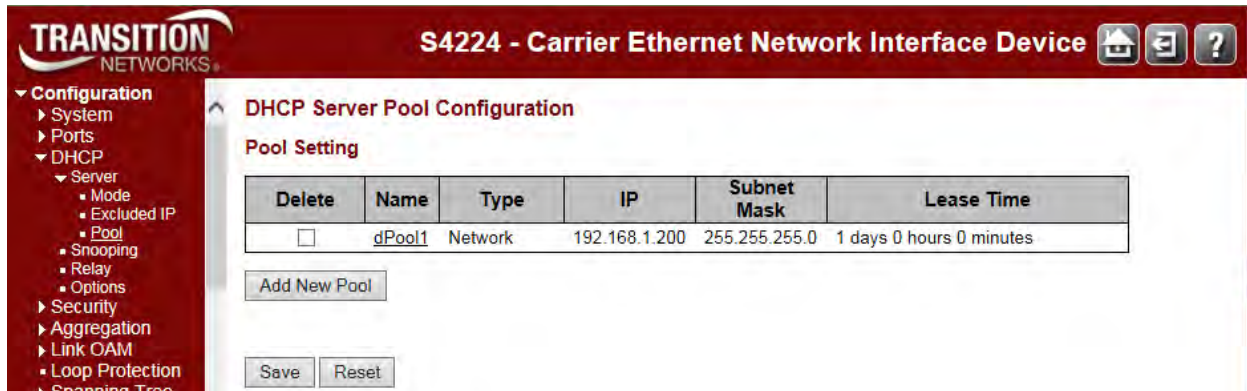 TRANSITION
NETWORKS®
S4224 - Carrier Ethernet Network Interface Device
?
Configuration
System
Ports
DHCP
Server
Mode
Excluded IP
Pool
Snooping
Relay
Options
Security
Aggregation
Link OAM
Loop Protection
Spanning Tree
DHCP Server Pool Configuration
Pool Setting
Delete Name Type IP Subnet Mask Lease Time
dPool1 Network 192.168.1.200 255.255.255.0 1 days 0 hours 0 minutes
Add New Pool
Save Reset